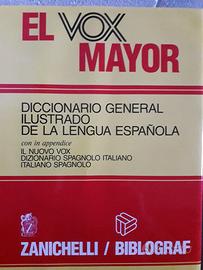 EL VOX
MAYOR
DICCIONARIO GENERAL
ILUSTRADO
DE LA LENGUA ESPAÑOLA
con in appendice
IL NUOVO VOX
DIZIONARIO SPAGNOLO ITALIANO
ITALIANO SPAGNOLO
ZANICHELLI / BIBLOGRAF